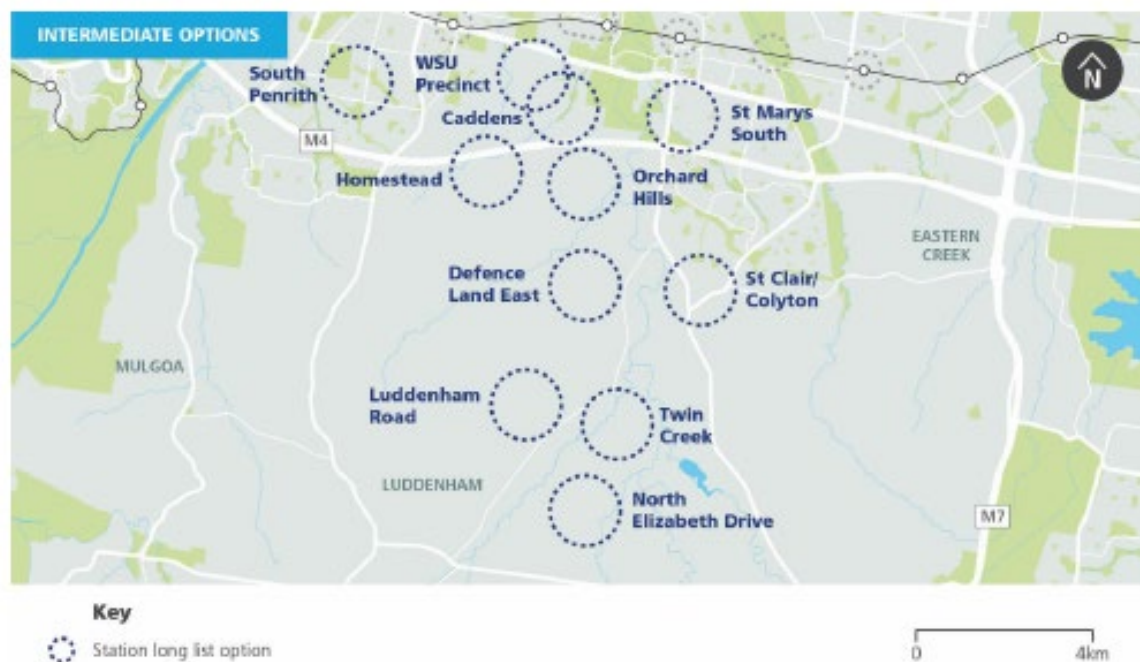 INTERMEDIATE OPTIONS
N
South
Penrith
WSU
Precinct
Caddens
St Marys
South
M4
Homestead
Orchard
Hills
EASTERN
CREEK
Defence
Land East
St Clair/
Colyton
MULGOA
Luddenham
Road
Twin
Creek
LUDDENHAM
North
Elizabeth Drive
M7
Key
Station long list option
0
4km